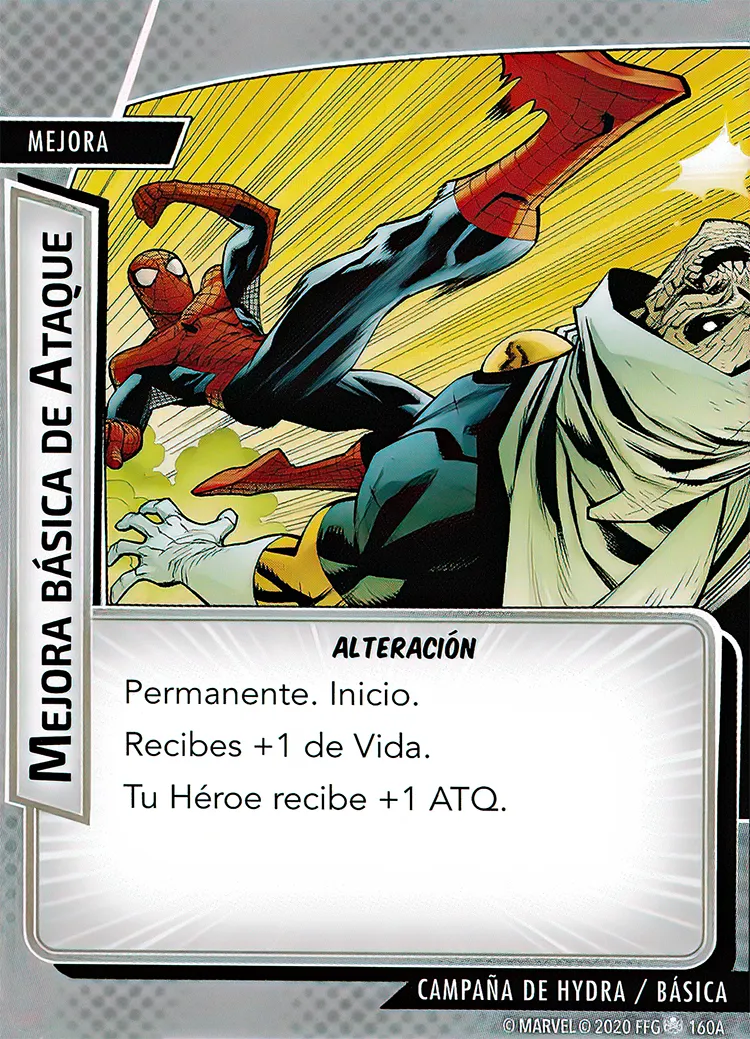 MEJORA
MEJORA BÁSICA DE ATAQUE
ALTERACIÓN
Permanente. Inicio.
Recibes +1 de Vida.
Tu Héroe recibe +1 ATQ.
CAMPAÑA DE HYDRA / BÁSICA
© MARVEL © 2020 FFG 160A